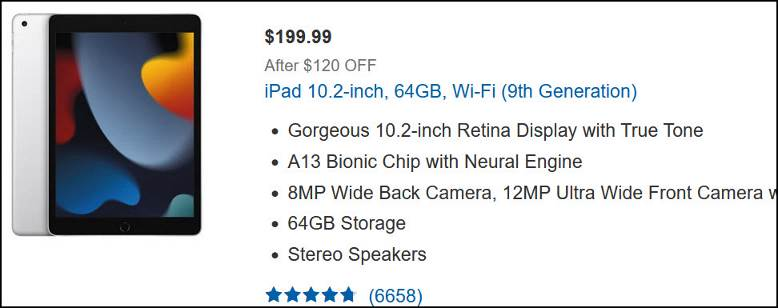 $199.99
After $120 OFF
iPad 10.2-inch, 64GB, Wi-Fi (9th Generation)
Gorgeous 10.2-inch Retina Display with True Tone
A13 Bionic Chip with Neural Engine
8MP Wide Back Camera, 12MP Ultra Wide Front Camera
64GB Storage
Stereo Speakers
(6658)